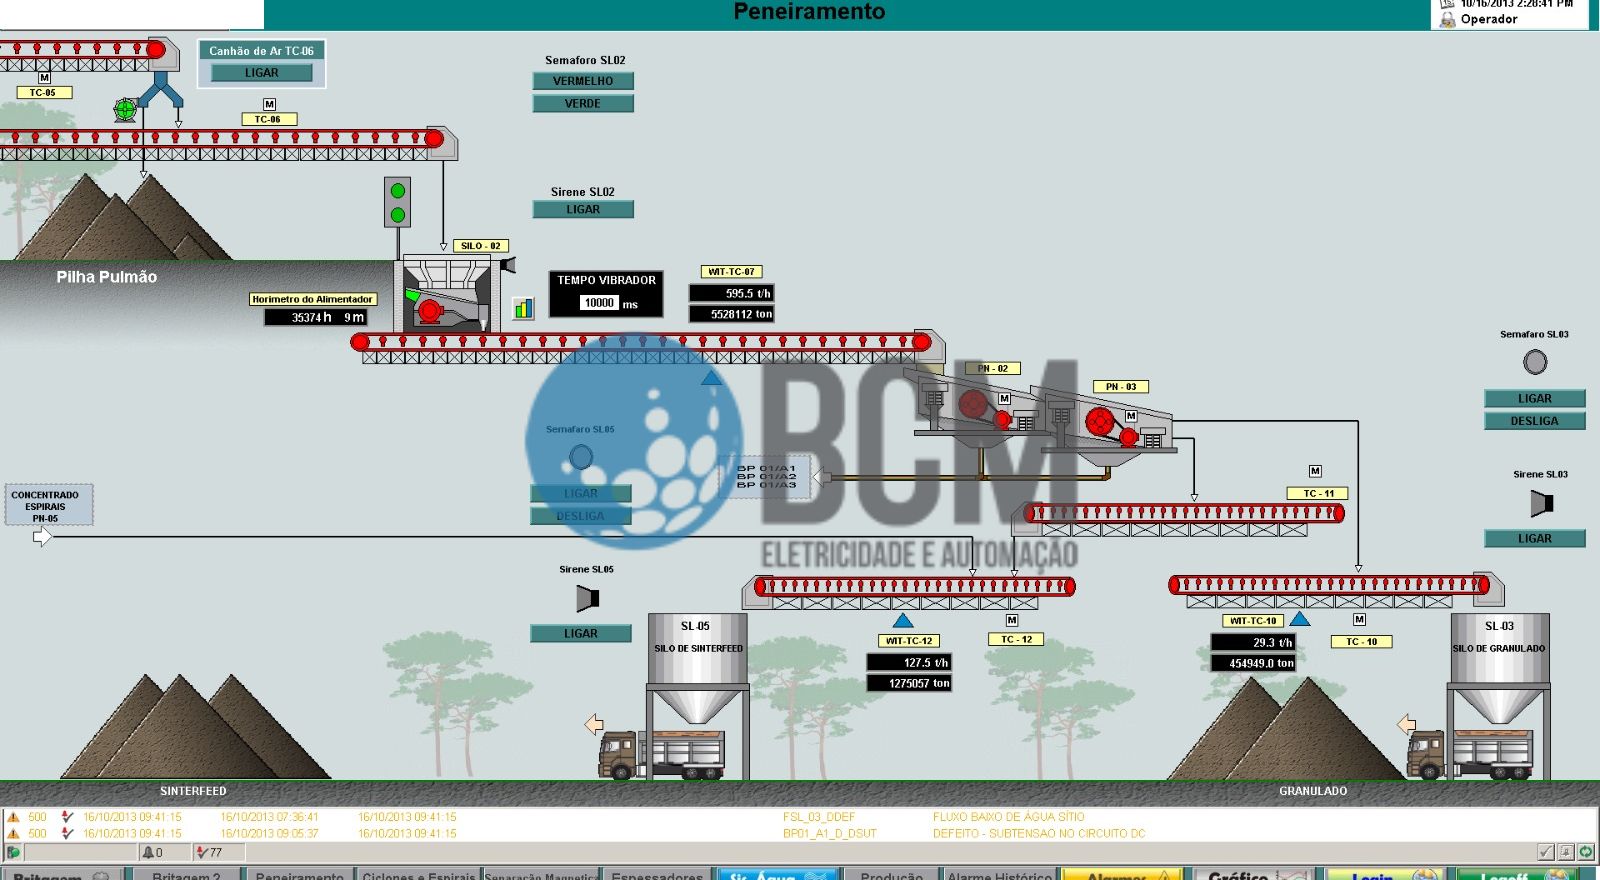 Peneiramento
10/16/2013 2:28:41 PM
Operador
Canhão de Ar TC-06
LIGAR
M
TC-05
M
TC-06
Semaforo SL02
VERMELHO
VERDE
Sirene SL02
LIGAR
SILO - 02
Pilha Pulmão
Horimetro do Alimentador
35374 h 9 m
TEMPO VIBRADOR
10000 ms
WIT-TC-07
595.5 t/h
5528112 ton
PN - 02
M
PN - 03
M
Semafaro SL03
LIGAR
DESLIGA
Sirene SL03
LIGAR
Semafaro SL05
LIGAR
DESLIGA
BP 01/A1
BP 01/A2
BP 01/A3
BCM
ELETRICIDADE E AUTOMAÇÃO
M
TC - 11
CONCENTRADO
ESPIRAIS
PN-05
Sirene SL05
LIGAR
SL-05
SILO DE SINTERFEED
WIT-TC-12
127.5 t/h
1275057 ton
M
TC - 12
WIT-TC-10
29.3 t/h
454949.0 ton
M
TC - 10
SL-03
SILO DE GRANULADO
SINTERFEED
GRANULADO
500 16/10/2013 09:41:15 16/10/2013 07:36:41 16/10/2013 09:41:15 FSL_03_DDEF FLUXO BAIXO DE ÁGUA SÍTIO
500 16/10/2013 09:41:15 16/10/2013 09:05:37 16/10/2013 09:41:15 BP01_A1_D_DSUT DEFEITO - SUBTENSAO NO CIRCUITO DC
0 77
Britagem Britagem 2 Peneiramento Ciclones e Espirais Separação Magnetica Espessadores Sis. Água Produção Alarme Histórico Alarmes Gráfico Login Logoff